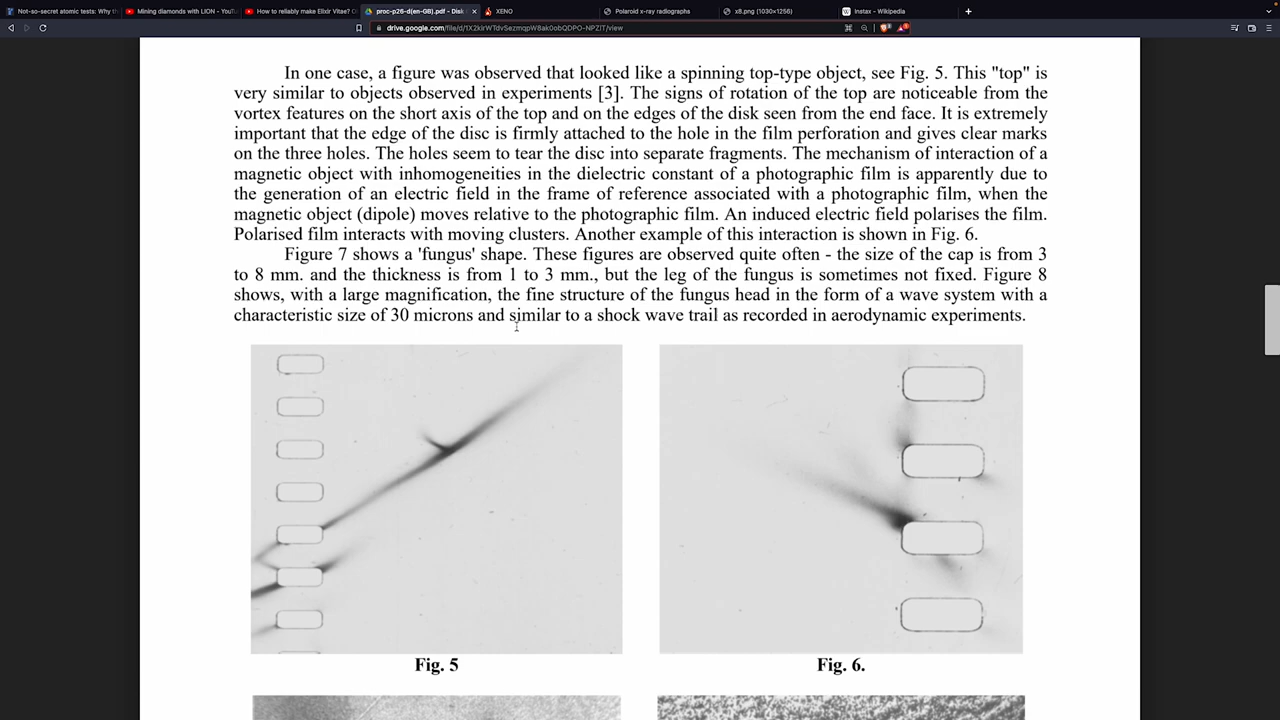 Not-so-secret atomic tests: Why th
Mining diamonds with LION - YouTu
How to reliably make Elixir Vitae? O
proc-p26-d(en-GB).pdf - Disk
XENO
Polaroid x-ray radiographs
x8.png (1030×1256)
Instax - Wikipedia
In one case, a figure was observed that looked like a spinning top-type object, see Fig. 5. This "top" is
very similar to objects observed in experiments [3]. The signs of rotation of the top are noticeable from the
vortex features on the short axis of the top and on the edges of the disk seen from the end face. It is extremely
important that the edge of the disc is firmly attached to the hole in the film perforation and gives clear marks
on the three holes. The holes seem to tear the disc into separate fragments. The mechanism of interaction of a
magnetic object with inhomogeneities in the dielectric constant of a photographic film is apparently due to
the generation of an electric field in the frame of reference associated with a photographic film, when the
magnetic object (dipole) moves relative to the photographic film. An induced electric field polarises the film.
Polarised film interacts with moving clusters. Another example of this interaction is shown in Fig. 6.
Figure 7 shows a 'fungus' shape. These figures are observed quite often - the size of the cap is from 3
to 8 mm. and the thickness is from 1 to 3 mm., but the leg of the fungus is sometimes not fixed. Figure 8
shows, with a large magnification, the fine structure of the fungus head in the form of a wave system with a
characteristic size of 30 microns and similar to a shock wave trail as recorded in aerodynamic experiments.
Fig. 5
Fig. 6.